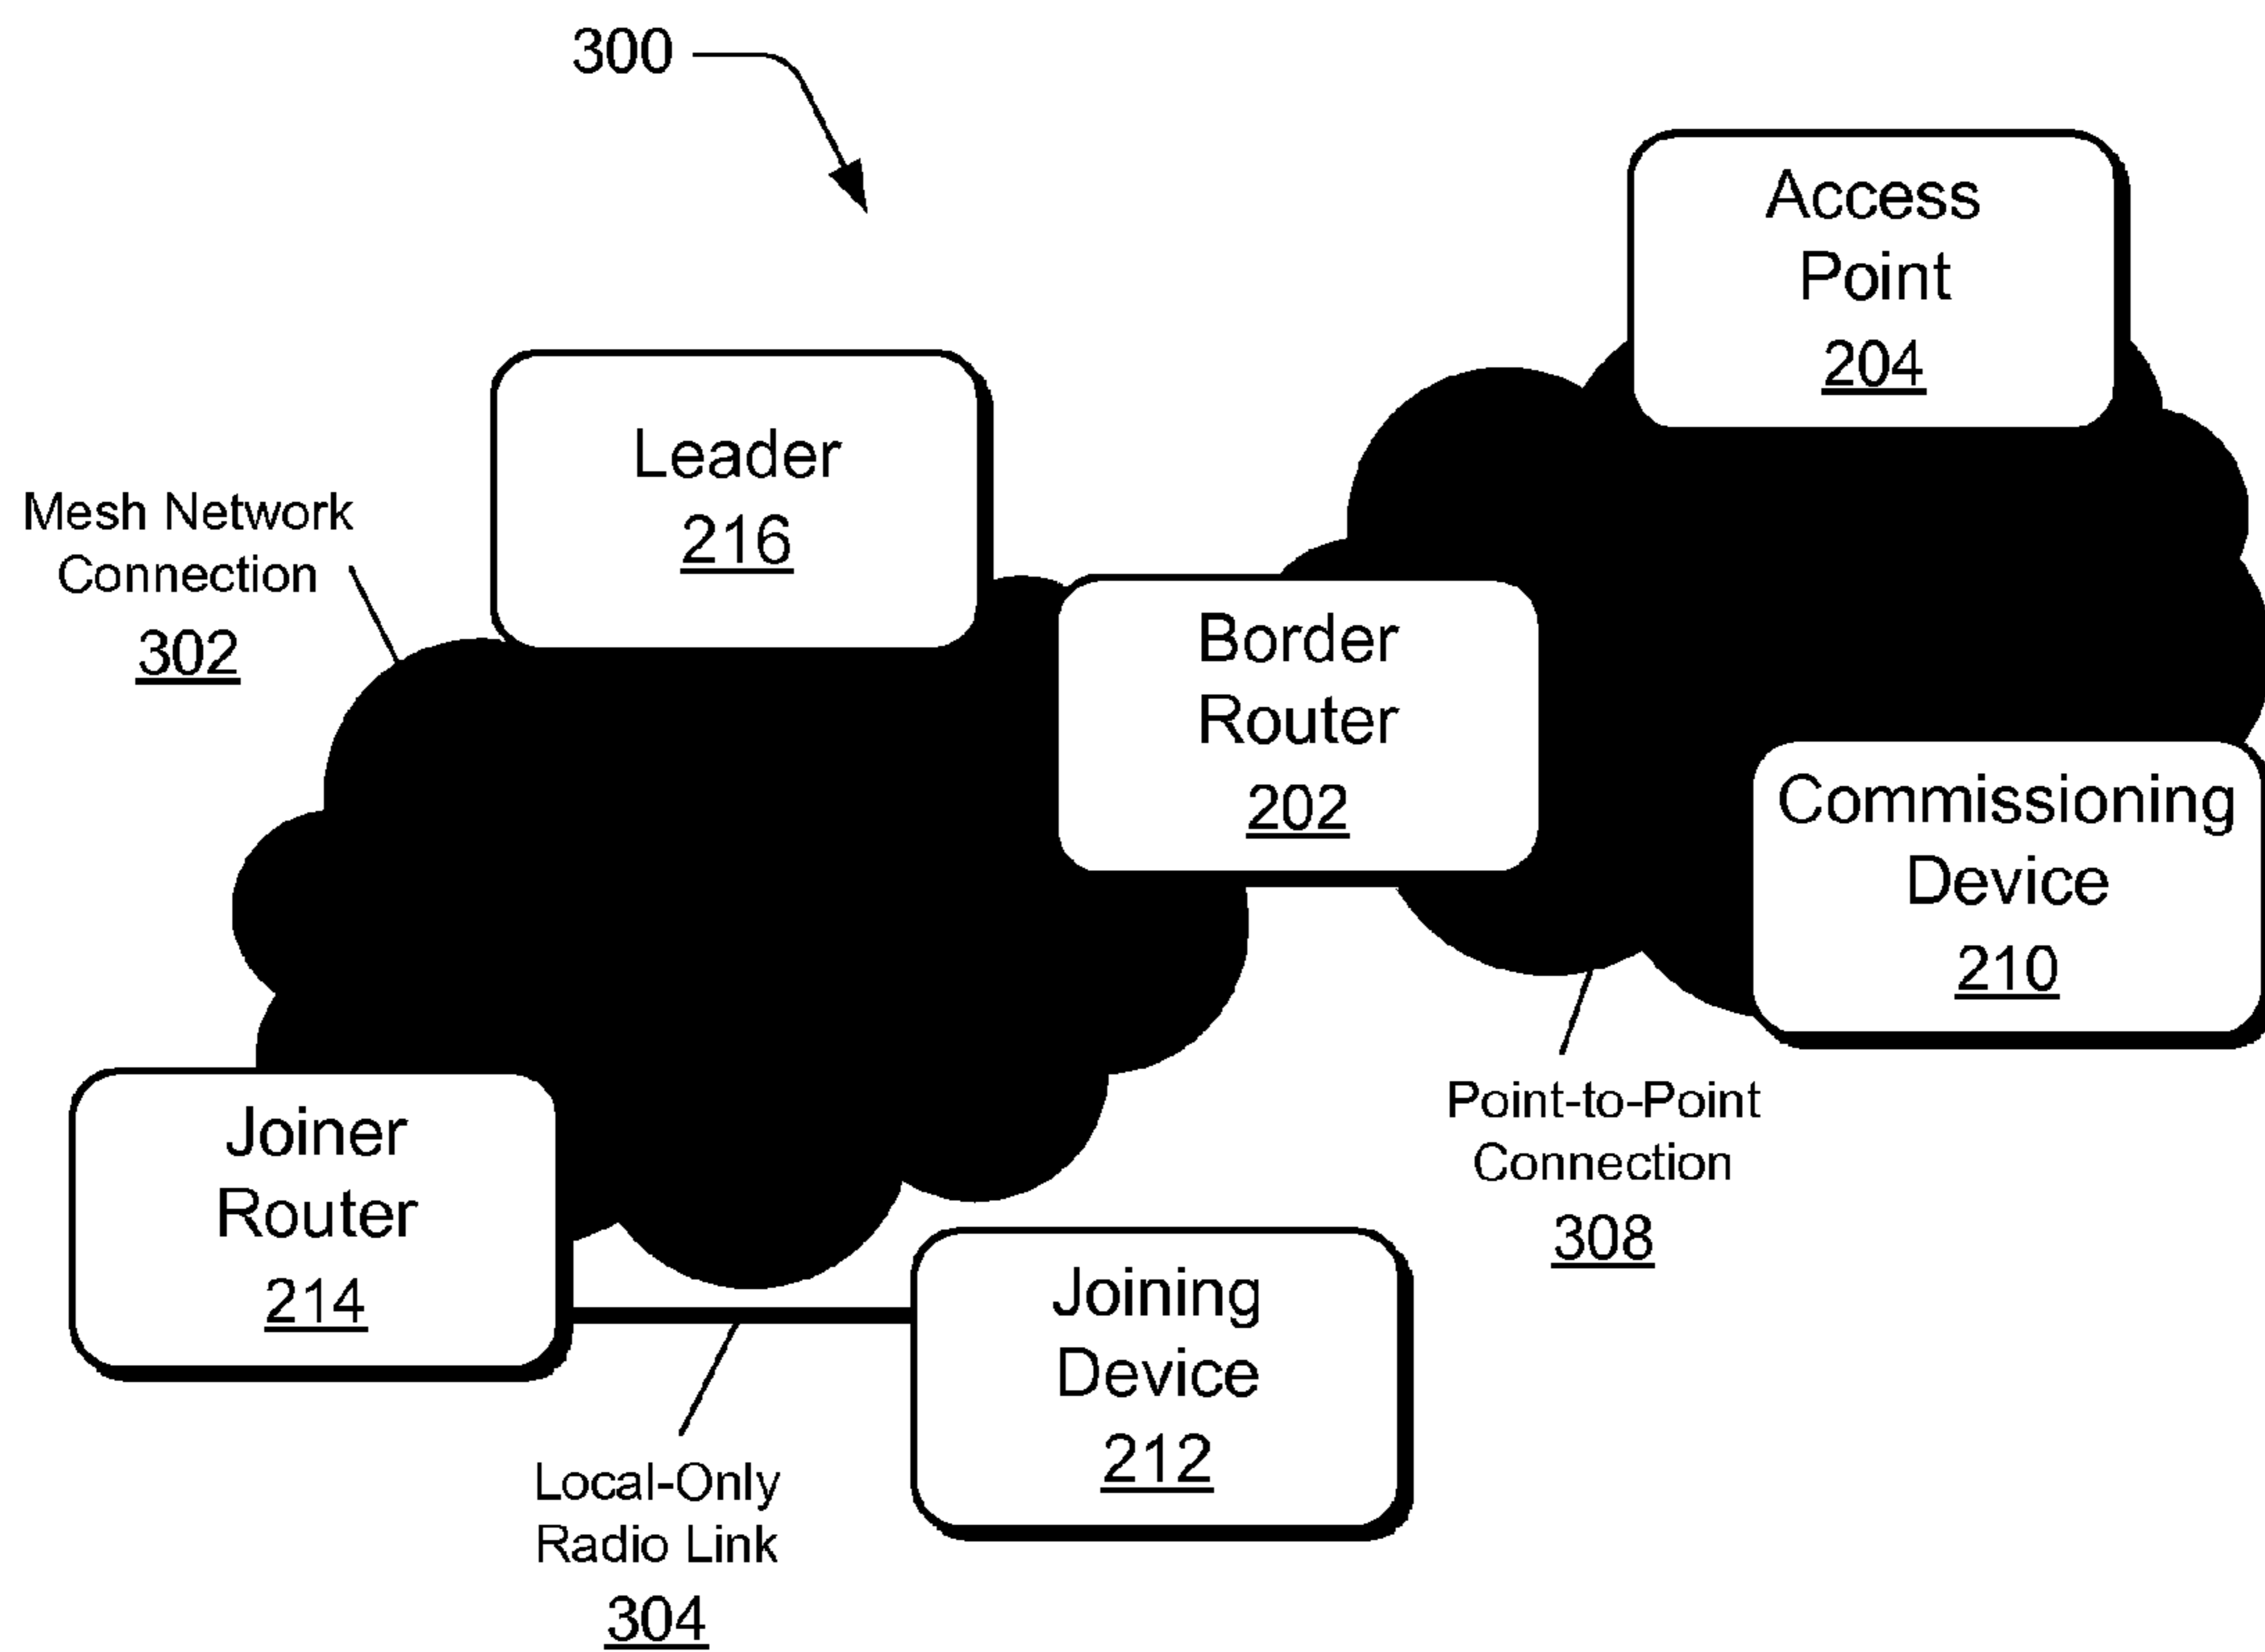 300
Access
Point
204
Leader
216
Mesh Network
Connection
302
Border
Router
202
Commissioning
Device
210
Joiner
Router
214
Point-to-Point
Connection
308
Joining
Device
212
Local-Only
Radio Link
304